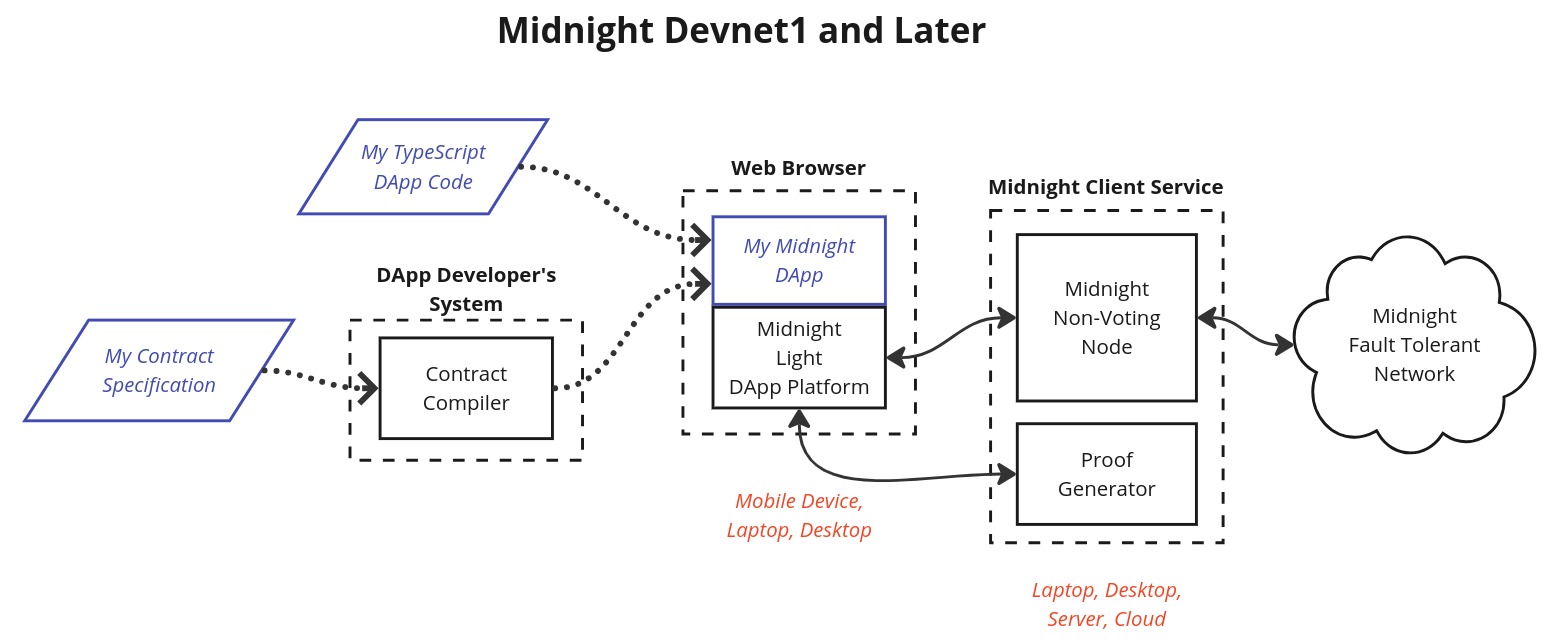 Midnight Devnet1 and Later
My TypeScript
DApp Code
DApp Developer's
System
My Contract
Specification
Contract
Compiler
Web Browser
My Midnight
DApp
Midnight
Light
DApp Platform
Mobile Device,
Laptop, Desktop
Midnight Client Service
Midnight
Non-Voting
Node
Proof
Generator
Laptop, Desktop,
Server, Cloud
Midnight
Fault Tolerant
Network